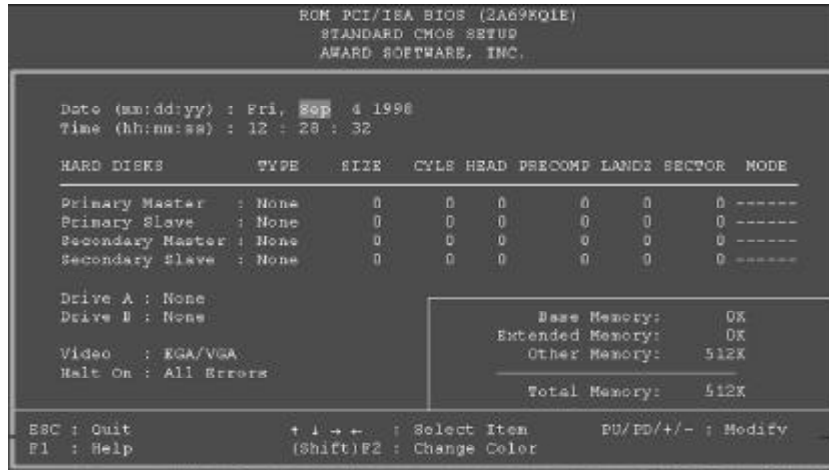 ROM PCI/ISA BIOS (2A69KQ1E)
STANDARD CMOS SETUP
AWARD SOFTWARE, INC.
Date (mm:dd:yy) : Fri, Sep 4 1998
Time (hh:mm:ss) : 12 : 28 : 32
HARD DISKS TYPE SIZE CYLS HEAD PRECOMP LANDZ SECTOR MODE
Primary Master : None 0 0 0 0 0 0 ------
Primary Slave : None 0 0 0 0 0 0 ------
Secondary Master : None 0 0 0 0 0 0 ------
Secondary Slave : None 0 0 0 0 0 0 ------
Drive A : None
Drive B : None
Video : EGA/VGA
Halt On : All Errors
Base Memory: 0K
Extended Memory: 0K
Other Memory: 512K
Total Memory: 512K
ESC : Quit ↑ ↓ → ← : Select Item PU/PD/+/- : Modify
F1 : Help (Shift)F2 : Change Color